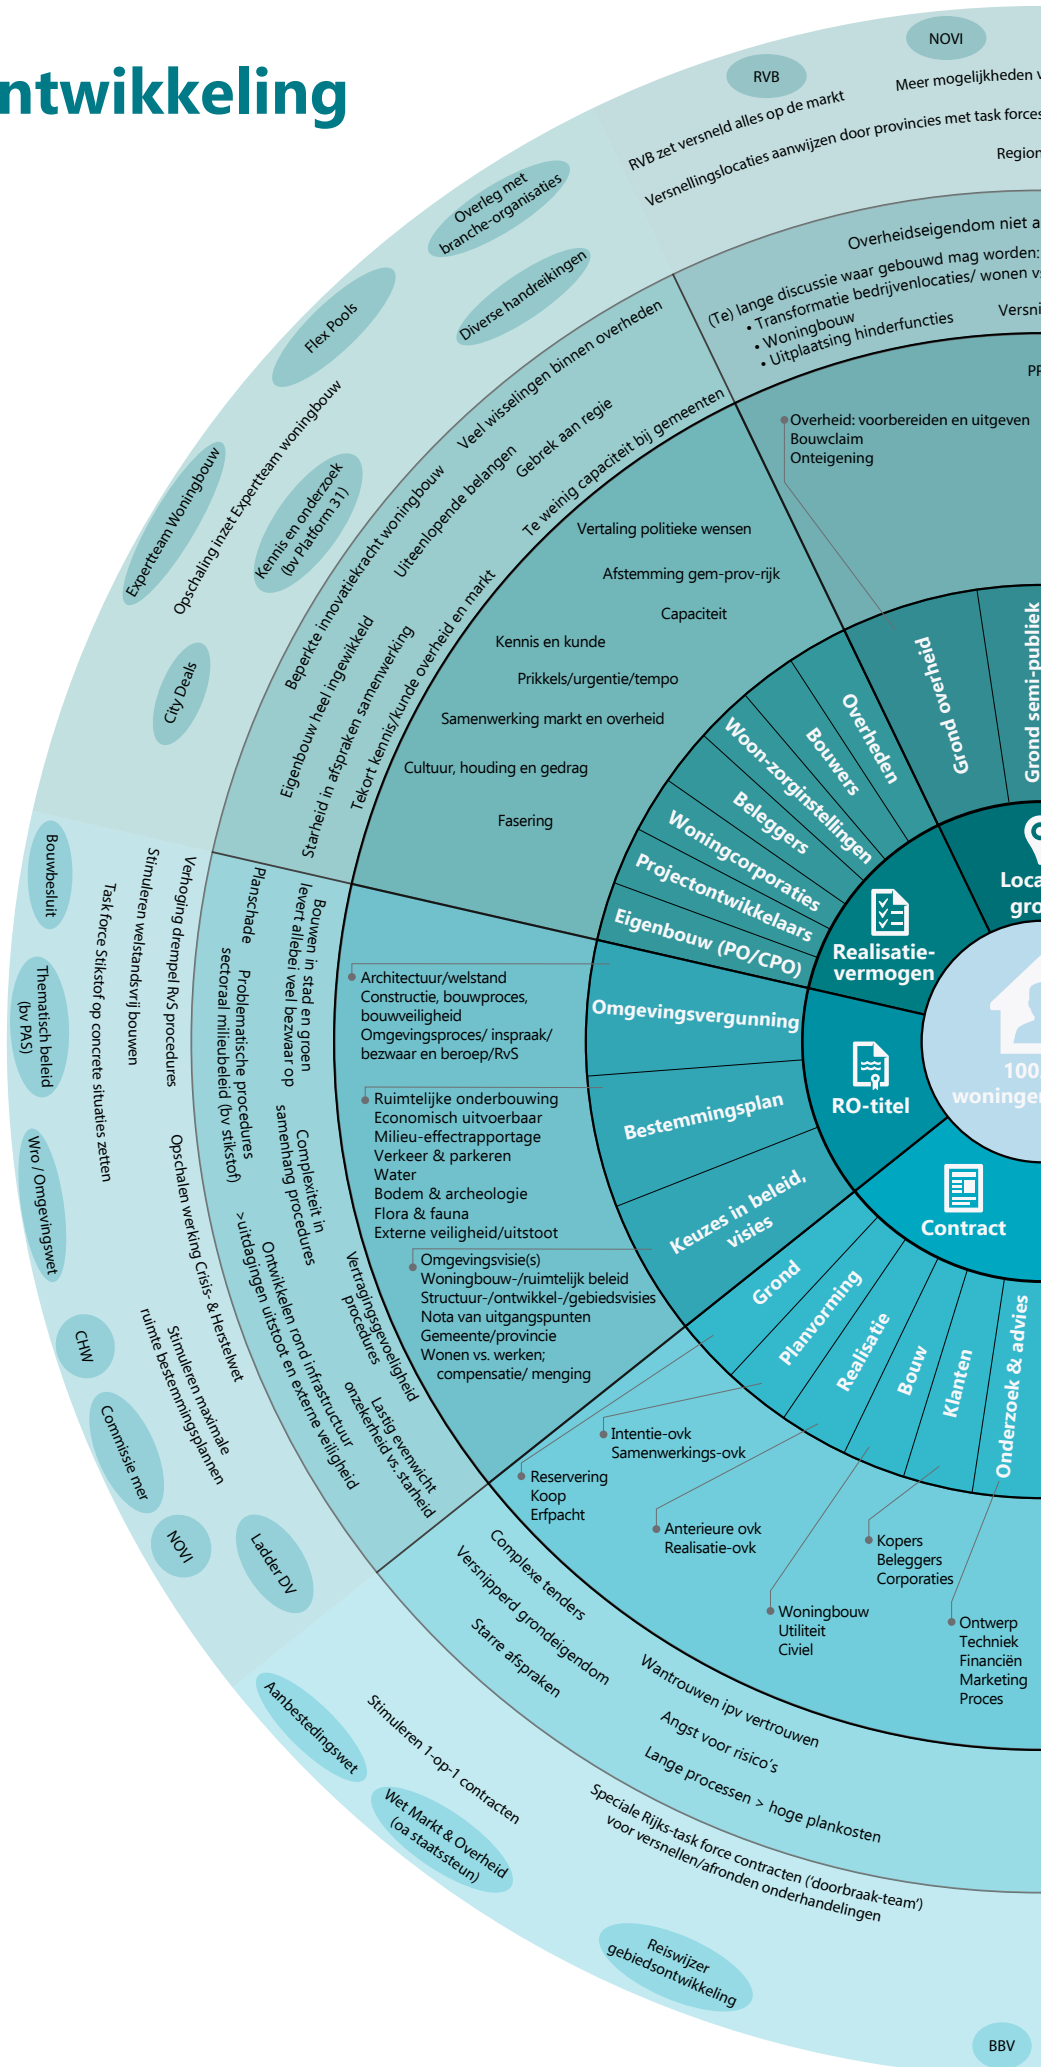 ntwikkeling
NOVI
RVB
Meer mogelijkheden
RVB zet versneld alles op de markt
Versnellingslocaties aanwijzen door provincies met task forces
Region
Overheidseigendom niet a
(Te) lange discussie waar gebouwd mag worden:
• Transformatie bedrijvenlocaties/ wonen vs
• Woningbouw
• Uitplaatsing hinderfuncties
Versni
Overheid: voorbereiden en uitgeven
Bouwclaim
Onteigening
Grond overheid
Grond semi-publiek
Overleg met
branche-organisaties
Diverse handreikingen
Flex Pools
Opschaling inzet Expertteam woningbouw
Expertteam Woningbouw
Kennis en onderzoek
(bv Platform 31)
City Deals
Veel wisselingen binnen overheden
Gebrek aan regie
Te weinig capaciteit bij gemeenten
Beperkte innovatiekracht woningbouw
Uiteenlopende belangen
Eigenbouw heel ingewikkeld
Starheid in afspraken samenwerking
Tekort kennis/kunde overheid en markt
Vertaling politieke wensen
Afstemming gem-prov-rijk
Capaciteit
Kennis en kunde
Prikkels/urgentie/tempo
Samenwerking markt en overheid
Cultuur, houding en gedrag
Fasering
Overheden
Bouwers
Woon-zorginstellingen
Beleggers
Woningcorporaties
Projectontwikkelaars
Eigenbouw (PO/CPO)
Realisatie-
vermogen
Loca
gro
100.
woningen
RO-titel
Contract
Bouwbesluit
Thematisch beleid
(bv PAS)
Wro / Omgevingswet
CHW
Commissie mer
NOVI
Ladder DV
Verhoging drempel RvS procedures
Stimuleren welstandsvrij bouwen
Task force Stikstof op concrete situaties zetten
Opschalen werking Crisis- & Herstelwet
Stimuleren maximale
ruimte bestemmingsplannen
Bouwen in stad en groen
levert allebei veel bezwaar op
Planschade
Problematische procedures
sectoraal milieubeleid (bv stikstof)
Complexiteit in
samenhang procedures
Ontwikkelen rond infrastructuur
>uitdagingen uitstoot en externe veiligheid
Vertragingsgevoeligheid
procedures
Lastig evenwicht
onzekerheid vs. starheid
Architectuur/welstand
Constructie, bouwproces,
bouwveiligheid
Omgevingsproces/ inspraak/
bezwaar en beroep/RvS
Ruimtelijke onderbouwing
Economisch uitvoerbaar
Milieu-effectrapportage
Verkeer & parkeren
Water
Bodem & archeologie
Flora & fauna
Externe veiligheid/uitstoot
Omgevingsvisie(s)
Woningbouw-/ruimtelijk beleid
Structuur-/ontwikkel-/gebiedsvisies
Nota van uitgangspunten
Gemeente/provincie
Wonen vs. werken;
compensatie/ menging
Omgevingsvergunning
Bestemmingsplan
Keuzes in beleid,
visies
Grond
Planvorming
Realisatie
Bouw
Klanten
Onderzoek & advies
Intentie-ovk
Samenwerkings-ovk
Reservering
Koop
Erfpacht
Anterieure ovk
Realisatie-ovk
Kopers
Beleggers
Corporaties
Woningbouw
Utiliteit
Civiel
Ontwerp
Techniek
Financiën
Marketing
Proces
Complexe tenders
Versnipperd grondeigendom
Starre afspraken
Wantrouwen ipv vertrouwen
Angst voor risico's
Lange processen > hoge plankosten
Aanbestedingswet
Stimuleren 1-op-1 contracten
Wet Markt & Overheid
(oa staatssteun)
Speciale Rijks-task force contracten ('doorbraak-team')
voor versnellen/afronden onderhandelingen
Reiswijzer
gebiedsontwikkeling
BBV